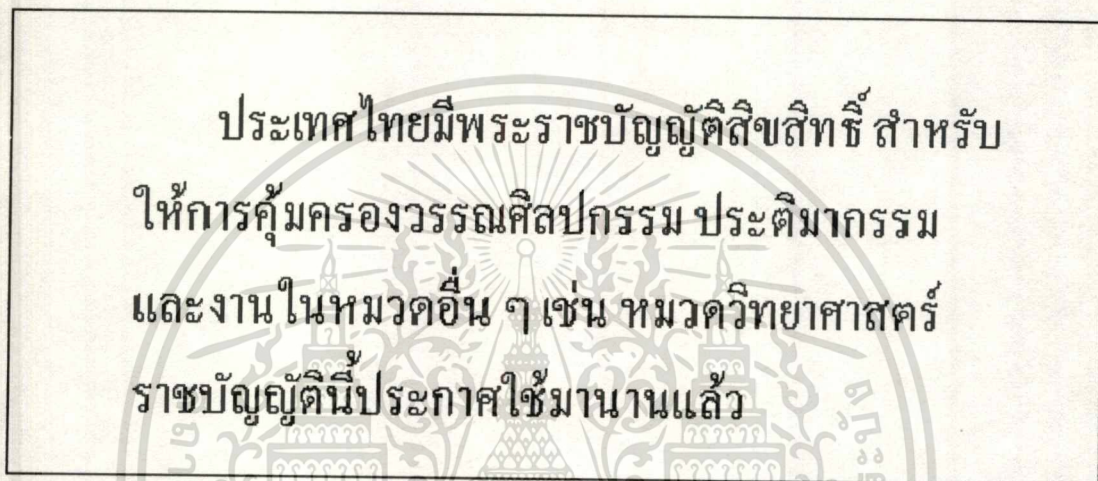 ประเทศไทยมีพระราชบัญญัติสิขสิทธิ์ สำหรับ
ให้การคุ้มครองวรรณศิลปกรรม ประติมากรรม
และงานในหมวดอื่น ๆ เช่น หมวดวิทยาศาสตร์
ราชบัญญัตินี้ประกาศใช้มานานแล้ว